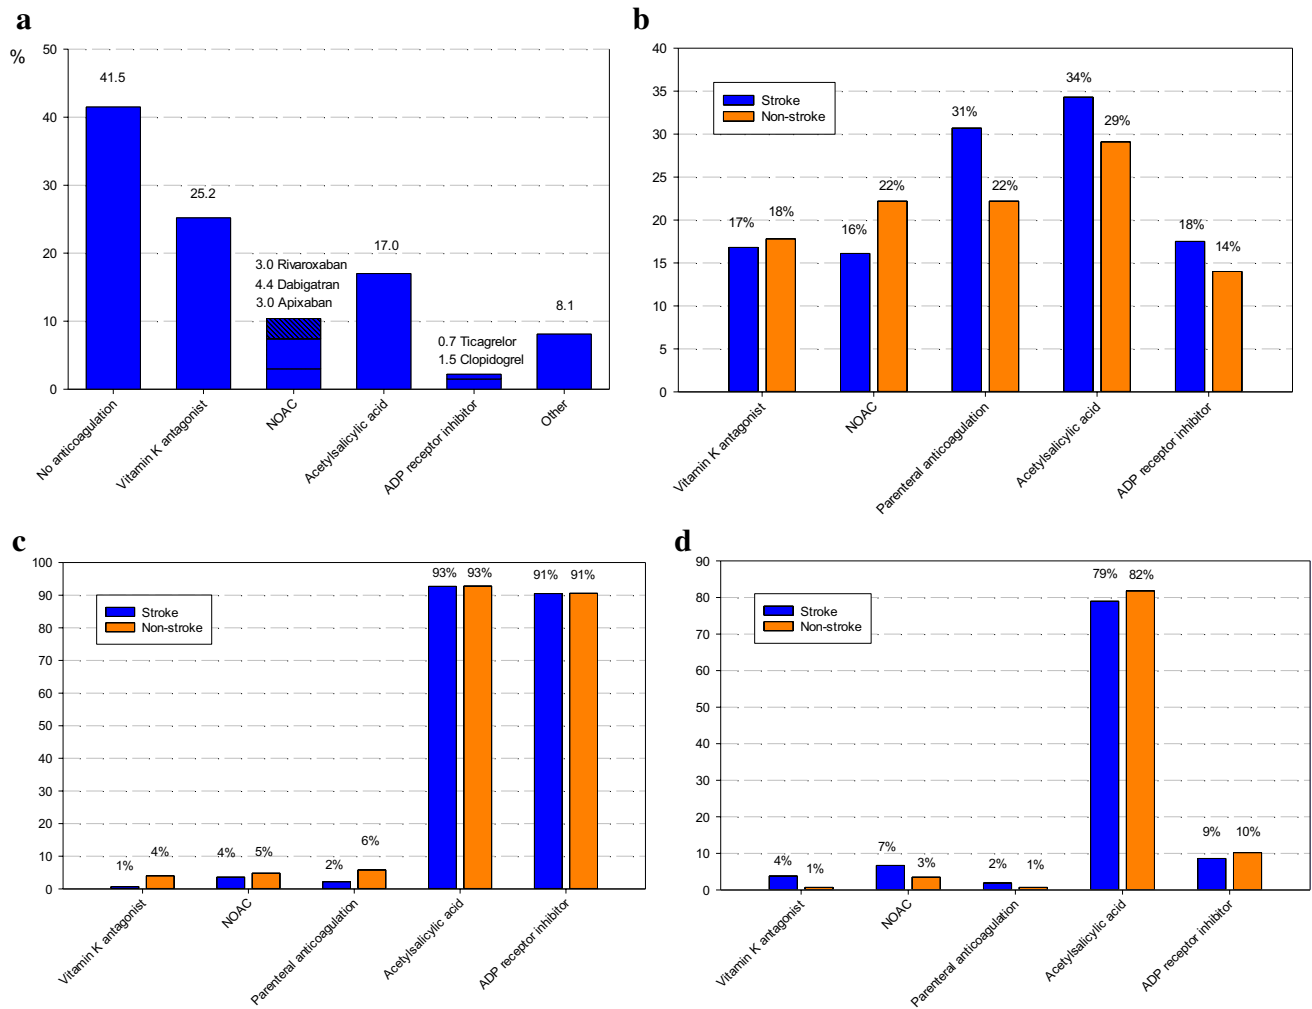 a
%
50
40
30
20
10
0
41.5
25.2
3.0 Rivaroxaban
4.4 Dabigatran
3.0 Apixaban
17.0
0.7 Ticagrelor
1.5 Clopidogrel
8.1
No anticoagulation
Vitamin K antagonist
NOAC
Acetylsalicylic acid
ADP receptor inhibitor
Other
b
40
35
30
25
20
15
10
5
0
Stroke
Non-stroke
17%
18%
16%
22%
31%
22%
34%
29%
18%
14%
Vitamin K antagonist
NOAC
Parenteral anticoagulation
Acetylsalicylic acid
ADP receptor inhibitor
c
100
90
80
70
60
50
40
30
20
10
0
Stroke
Non-stroke
1%
4%
4%
5%
2%
6%
93%
93%
91%
91%
Vitamin K antagonist
NOAC
Parenteral anticoagulation
Acetylsalicylic acid
ADP receptor inhibitor
d
90
80
70
60
50
40
30
20
10
0
Stroke
Non-stroke
4%
1%
7%
3%
2%
1%
79%
82%
9%
10%
Vitamin K antagonist
NOAC
Parenteral anticoagulation
Acetylsalicylic acid
ADP receptor inhibitor